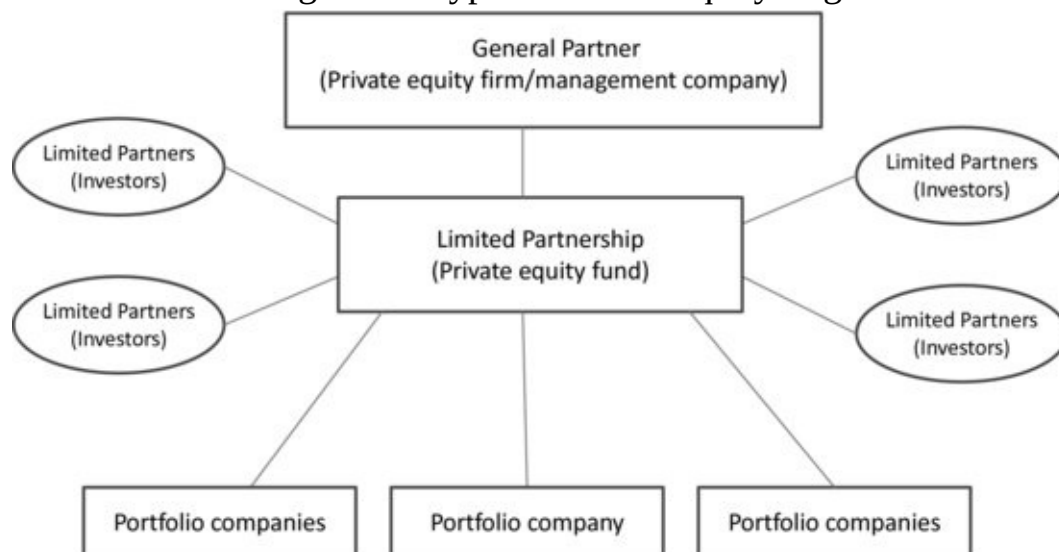 General Partner
(Private equity firm/management company)
Limited Partners
(Investors)
Limited Partners
(Investors)
Limited Partnership
(Private equity fund)
Limited Partners
(Investors)
Limited Partners
(Investors)
Portfolio companies
Portfolio company
Portfolio companies